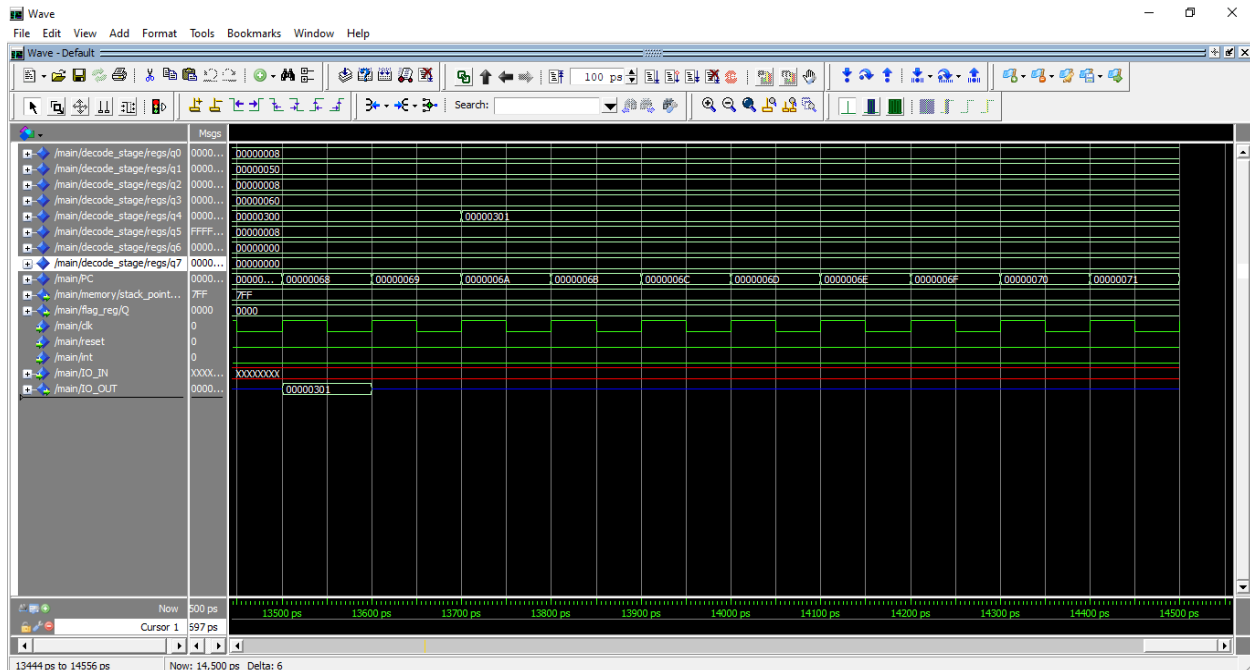 Wave
File Edit View Add Format Tools Bookmarks Window Help
Wave - Default
100 ps
Search:
Msgs
/main/decode_stage/regs/q0 0000... 00000008
/main/decode_stage/regs/q1 0000... 00000050
/main/decode_stage/regs/q2 0000... 00000008
/main/decode_stage/regs/q3 0000... 00000060
/main/decode_stage/regs/q4 0000... 00000300 00000301
/main/decode_stage/regs/q5 FFFF... 00000008
/main/decode_stage/regs/q6 0000... 00000000
/main/decode_stage/regs/q7 0000... 00000000
/main/PC 0000... 00000... 00000068 00000069 0000006A 0000006B 0000006C 0000006D 0000006E 0000006F 00000070 00000071
/main/memory/stack_point... 7FF 7FF
/main/flag_reg/Q 0000 0000
/main/clk 0
/main/reset 0
/main/int 0
/main/IO_IN XXXX... XXXXXXXX
/main/IO_OUT 0000... 00000301
Now 500 ps 13500 ps 13600 ps 13700 ps 13800 ps 13900 ps 14000 ps 14100 ps 14200 ps 14300 ps 14400 ps 14500 ps
Cursor 1 597 ps
13444 ps to 14556 ps Now: 14,500 ps Delta: 6